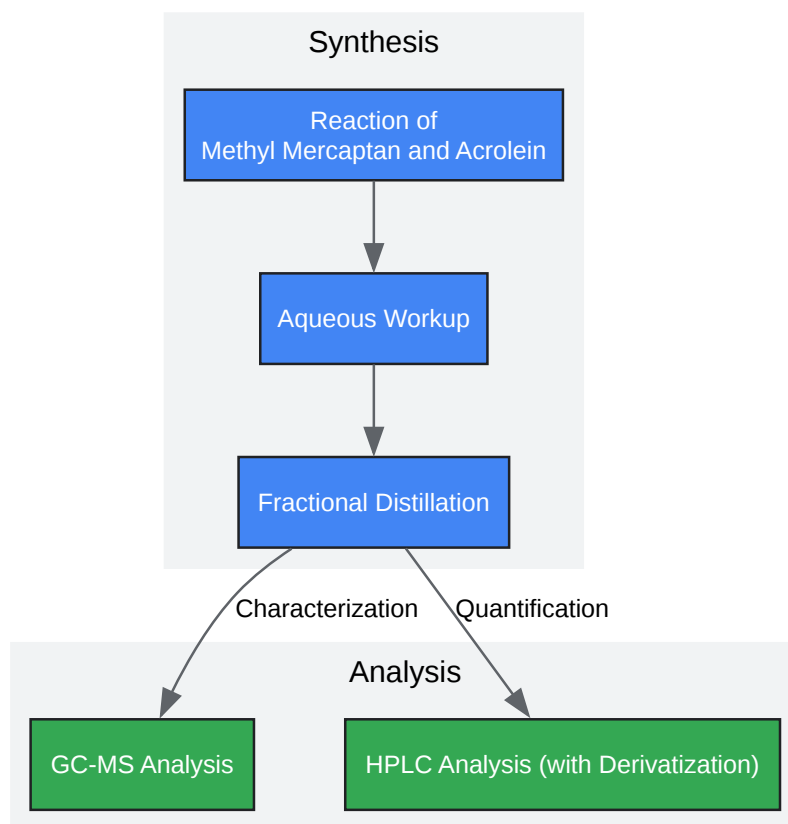 Synthesis
Reaction of
Methyl Mercaptan and Acrolein
Aqueous Workup
Fractional Distillation
Characterization
Quantification
Analysis
GC-MS Analysis
HPLC Analysis (with Derivatization)